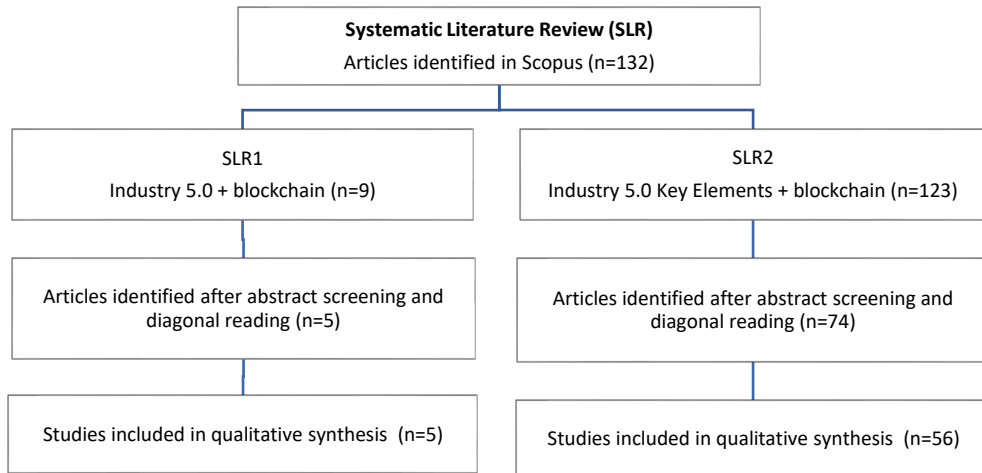 Systematic Literature Review (SLR)
Articles identified in Scopus (n=132)
SLR1
Industry 5.0 + blockchain (n=9)
SLR2
Industry 5.0 Key Elements + blockchain (n=123)
Articles identified after abstract screening and
diagonal reading (n=5)
Articles identified after abstract screening and
diagonal reading (n=74)
Studies included in qualitative synthesis (n=5)
Studies included in qualitative synthesis (n=56)